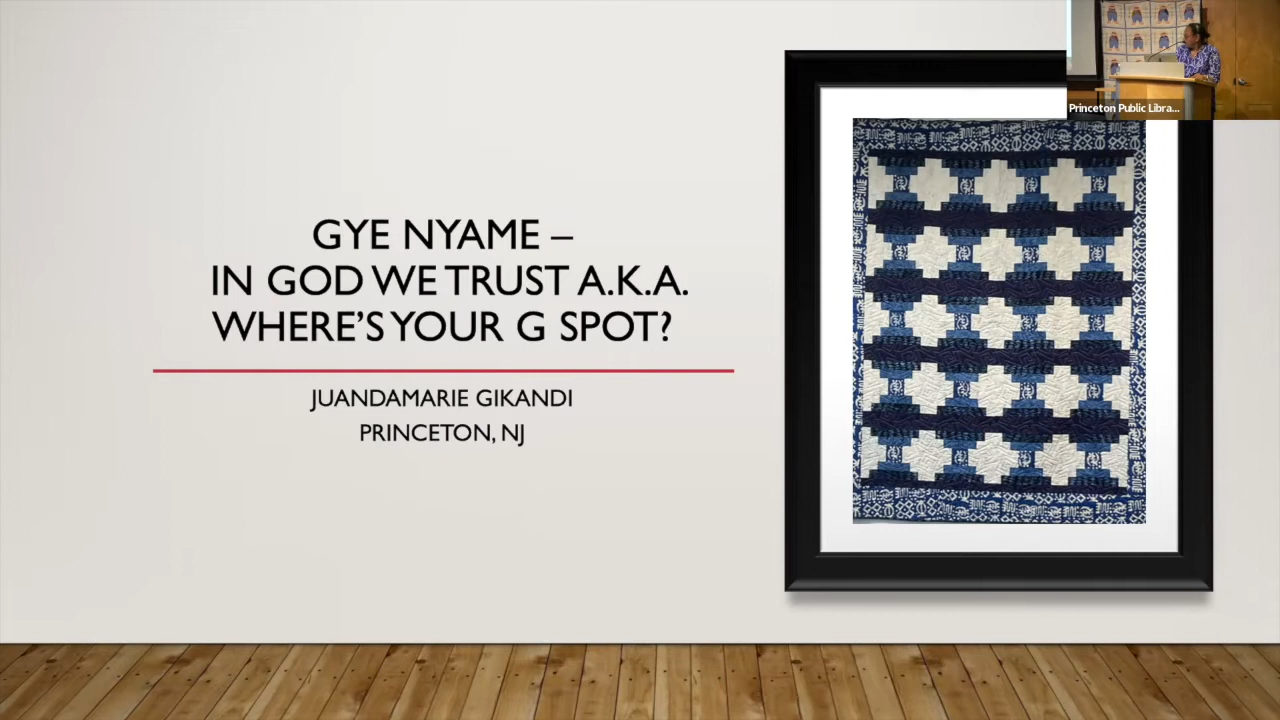 GYE NYAME –
IN GOD WE TRUST A.K.A.
WHERE'S YOUR G SPOT?
JUANDAMARIE GIKANDI
PRINCETON, NJ
Princeton Public Libra...